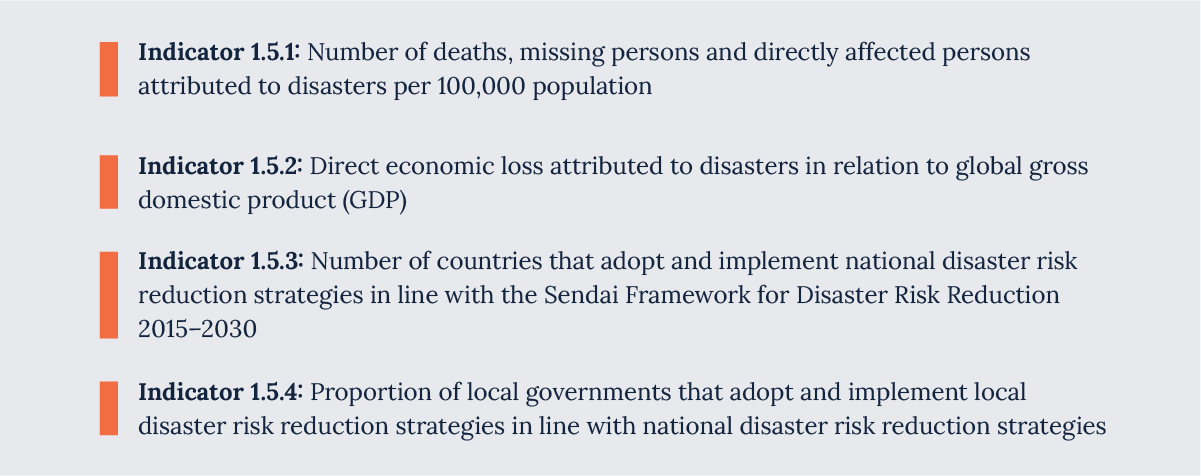 Indicator 1.5.1: Number of deaths, missing persons and directly affected persons
attributed to disasters per 100,000 population
Indicator 1.5.2: Direct economic loss attributed to disasters in relation to global gross
domestic product (GDP)
Indicator 1.5.3: Number of countries that adopt and implement national disaster risk
reduction strategies in line with the Sendai Framework for Disaster Risk Reduction
2015–2030
Indicator 1.5.4: Proportion of local governments that adopt and implement local
disaster risk reduction strategies in line with national disaster risk reduction strategies